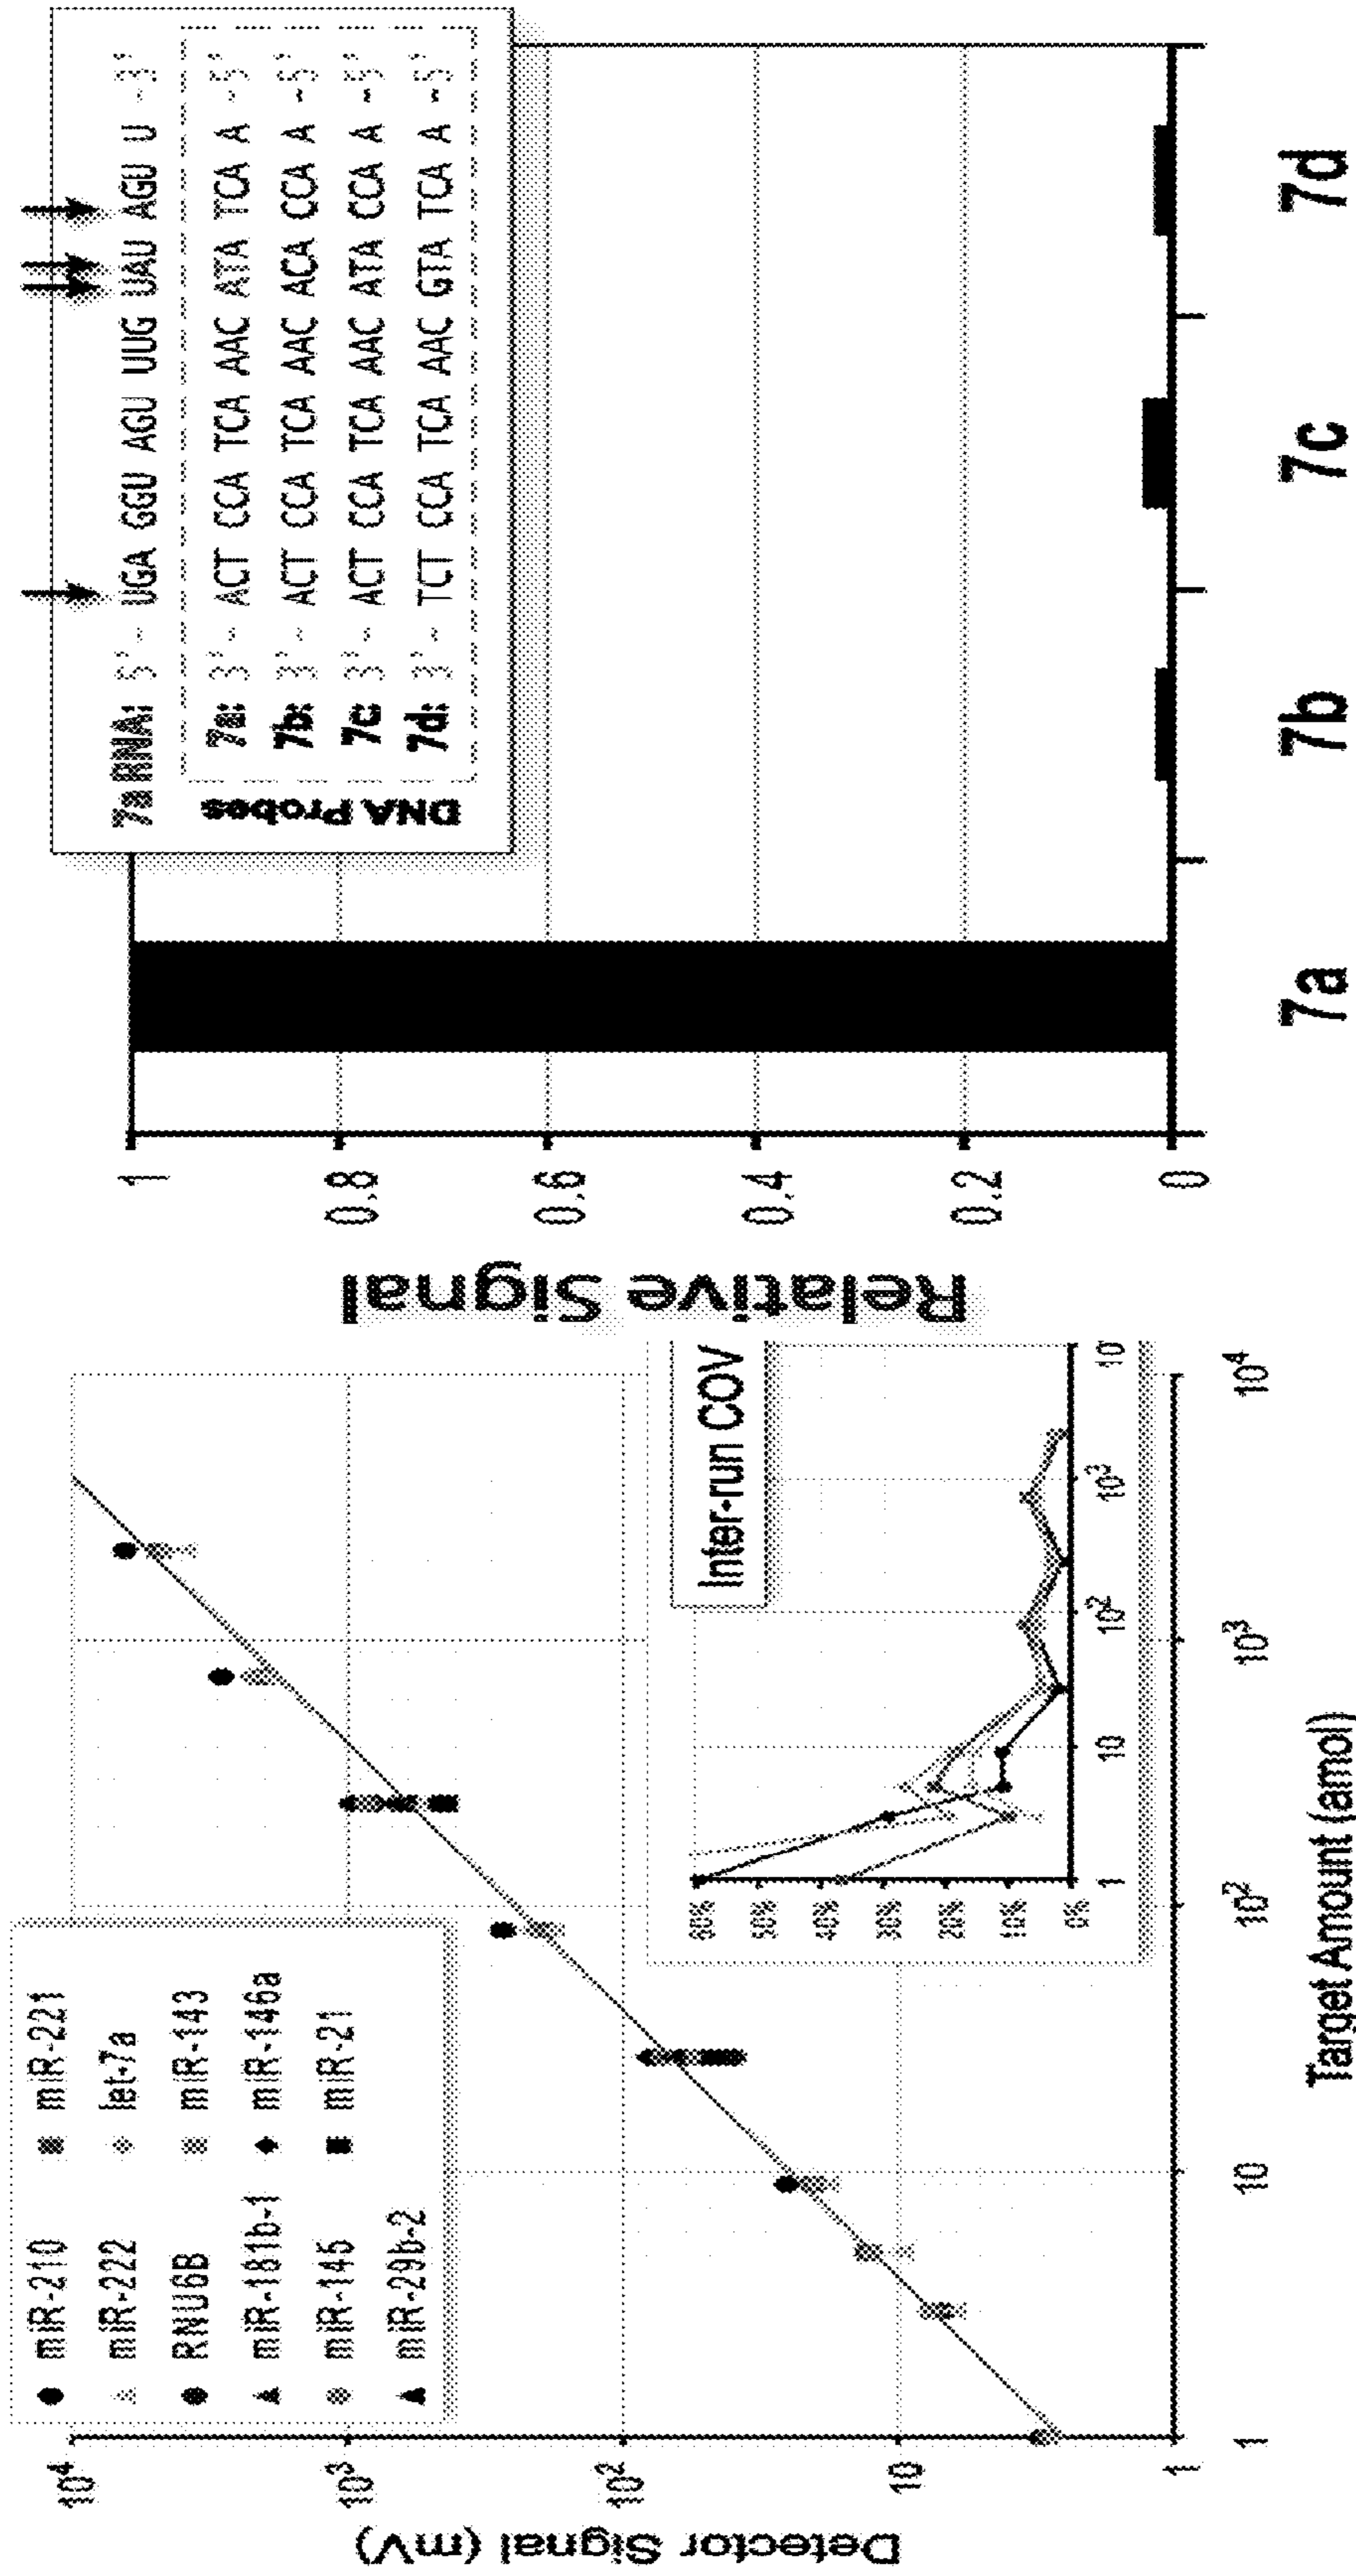 Detector Signal (mV)
10⁴
10³
10²
10
1
miR-210 miR-221
miR-222 let-7a
RNU6B miR-143
miR-181b-1 miR-146a
miR-145 miR-21
miR-29b-2
Inter-run COV
60%
50%
40%
30%
20%
10%
0%
1 10 10² 10³ 10
1 10 10² 10³ 10⁴
Target Amount (amol)
Relative Signal
1
0.8
0.6
0.4
0.2
0
7a RNA: 5'- UGA GGU AGU UUG UAU AGU U -3'
DNA Probes
7a: 3'- ACT CCA TCA AAC ATA TCA A -5'
7b: 3'- ACT CCA TCA AAC ACA CCA A -5'
7c: 3'- ACT CCA TCA AAC ATA CCA A -5'
7d: 3'- TCT CCA TCA AAC GTA TCA A -5'
7a 7b 7c 7d